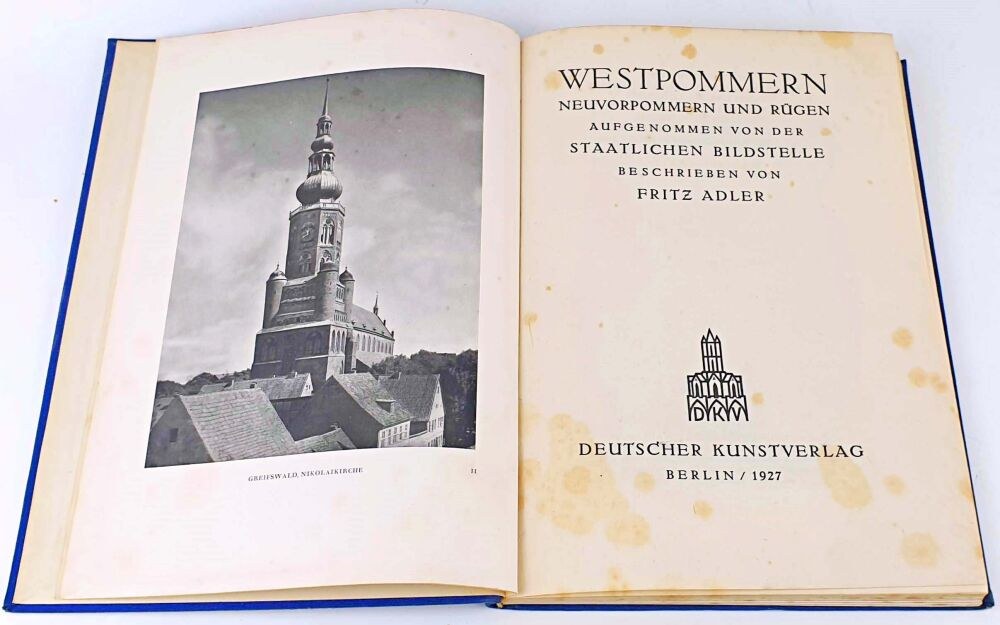 GREIFSWALD, NIKOLAIKIRCHE
11
WESTPOMMERN
NEUVORPOMMERN UND RÜGEN
AUFGENOMMEN VON DER
STAATLICHEN BILDSTELLE
BESCHRIEBEN VON
FRITZ ADLER
DKV
DEUTSCHER KUNSTVERLAG
BERLIN / 1927